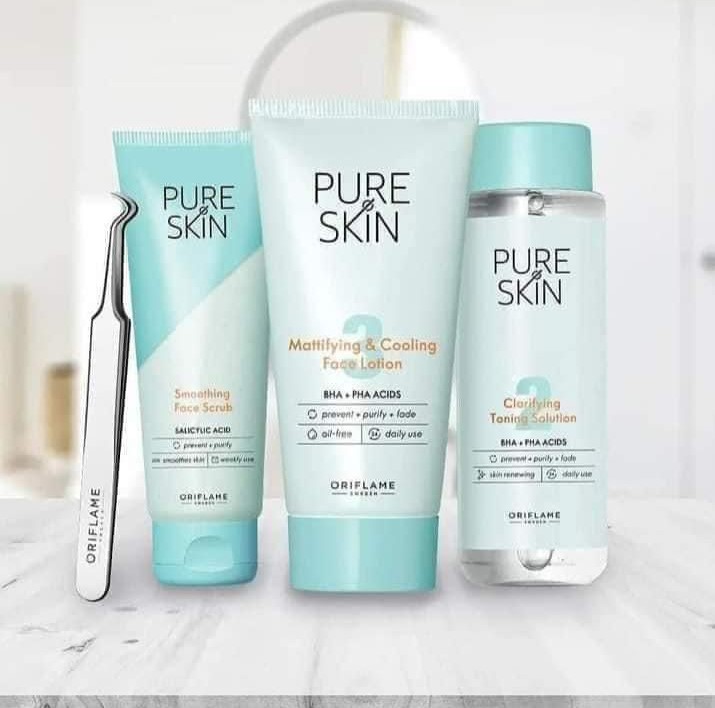 ORIFLAME
SWEDEN
PURE
SKIN
Smoothing
Face Scrub
SALICYLIC ACID
prevent + purify
smoothes skin
weekly use
ORIFLAME
SWEDEN
PURE
SKIN
3
Mattifying & Cooling
Face Lotion
BHA + PHA ACIDS
prevent + purify + fade
oil-free
daily use
ORIFLAME
SWEDEN
PURE
SKIN
2
Clarifying
Toning Solution
BHA + PHA ACIDS
prevent + purify + fade
skin renewing
daily use
ORIFLAME
SWEDEN